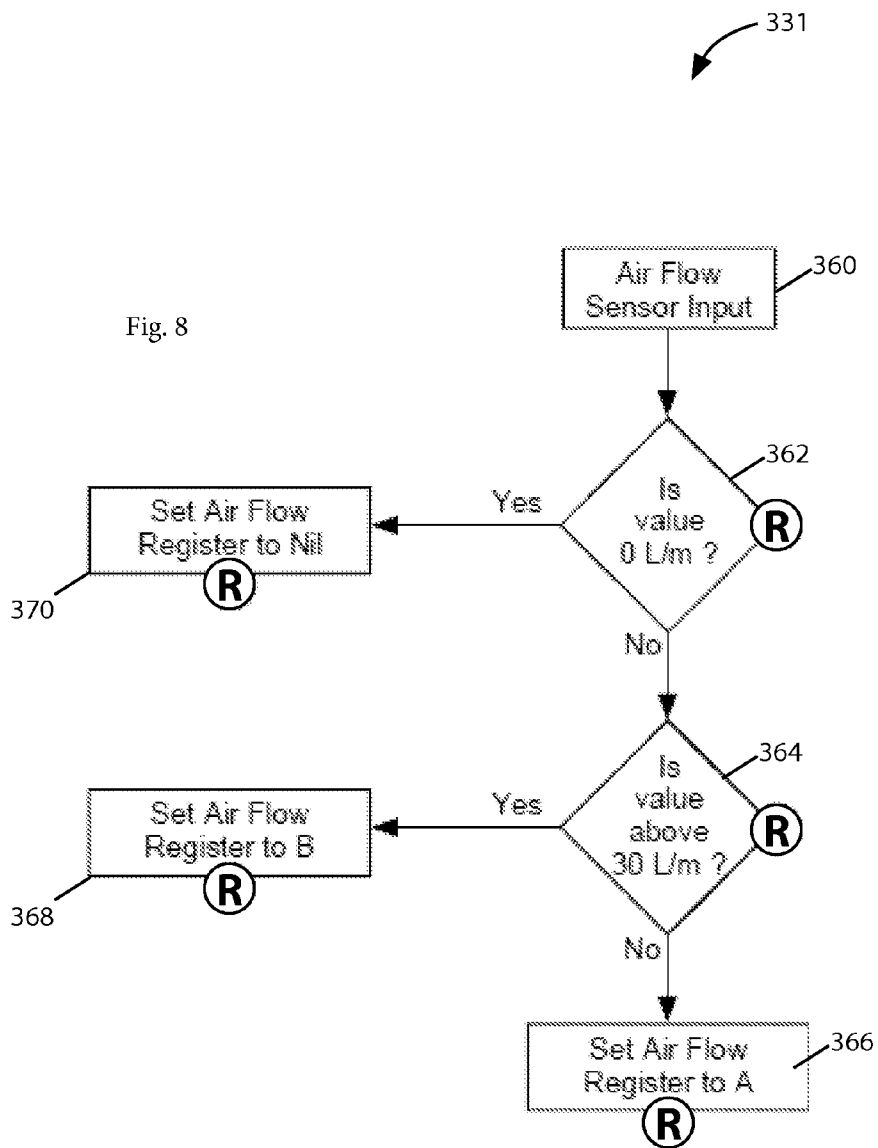 331
Air Flow
Sensor Input
360
Fig. 8
362
Is
value
0 L/m ?
R
Yes
Set Air Flow
Register to Nil
R
370
No
364
Is
value
above
30 L/m ?
R
Yes
Set Air Flow
Register to B
R
368
No
Set Air Flow
Register to A
R
366